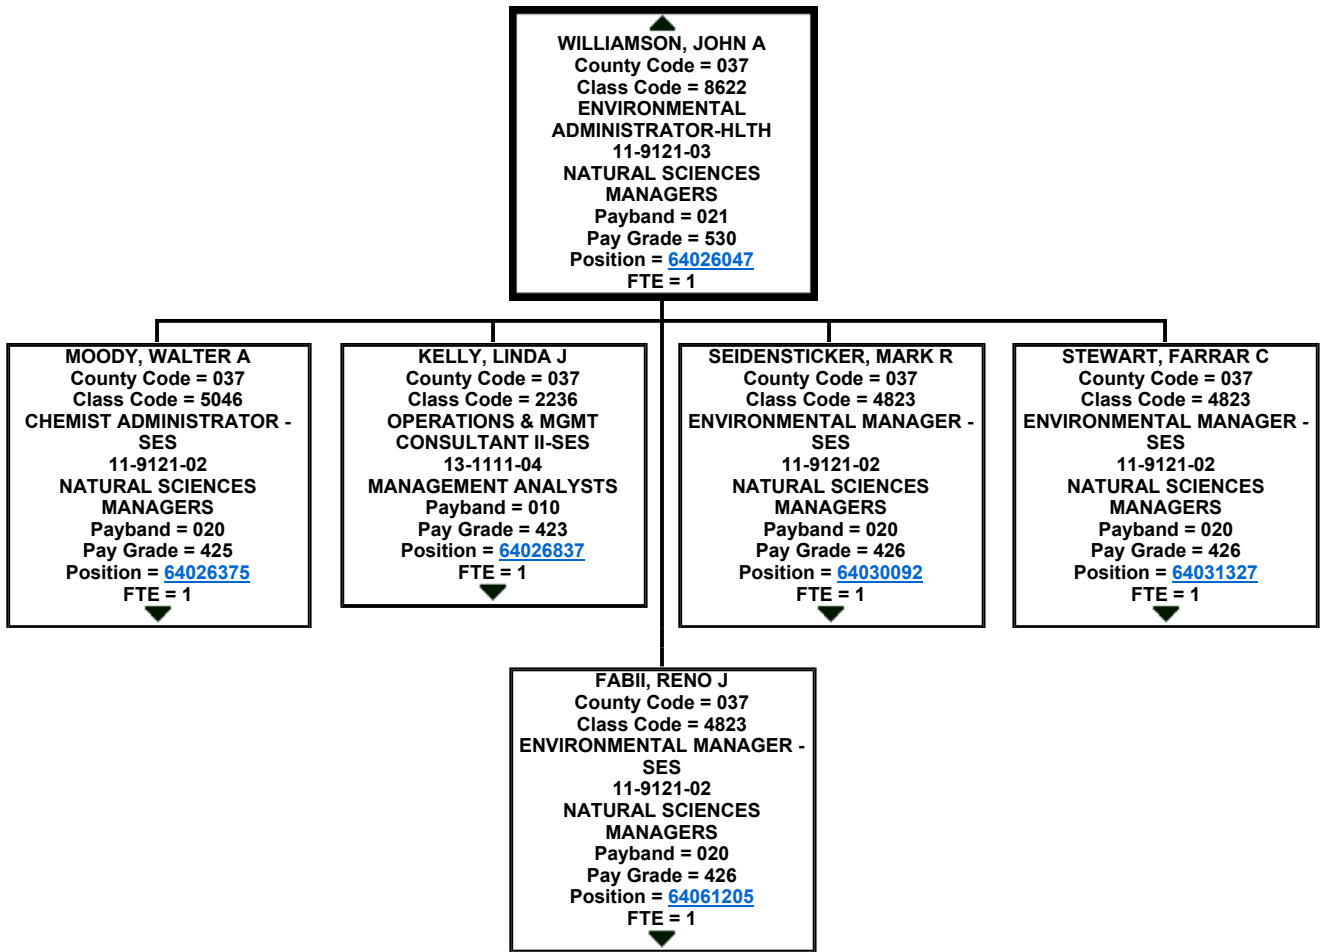 WILLIAMSON, JOHN A
County Code = 037
Class Code = 8622
ENVIRONMENTAL
ADMINISTRATOR-HLTH
11-9121-03
NATURAL SCIENCES
MANAGERS
Payband = 021
Pay Grade = 530
Position = 64026047
FTE = 1
MOODY, WALTER A
County Code = 037
Class Code = 5046
CHEMIST ADMINISTRATOR -
SES
11-9121-02
NATURAL SCIENCES
MANAGERS
Payband = 020
Pay Grade = 425
Position = 64026375
FTE = 1
KELLY, LINDA J
County Code = 037
Class Code = 2236
OPERATIONS & MGMT
CONSULTANT II-SES
13-1111-04
MANAGEMENT ANALYSTS
Payband = 010
Pay Grade = 423
Position = 64026837
FTE = 1
SEIDENSTICKER, MARK R
County Code = 037
Class Code = 4823
ENVIRONMENTAL MANAGER -
SES
11-9121-02
NATURAL SCIENCES
MANAGERS
Payband = 020
Pay Grade = 426
Position = 64030092
FTE = 1
STEWART, FARRAR C
County Code = 037
Class Code = 4823
ENVIRONMENTAL MANAGER -
SES
11-9121-02
NATURAL SCIENCES
MANAGERS
Payband = 020
Pay Grade = 426
Position = 64031327
FTE = 1
FABII, RENO J
County Code = 037
Class Code = 4823
ENVIRONMENTAL MANAGER -
SES
11-9121-02
NATURAL SCIENCES
MANAGERS
Payband = 020
Pay Grade = 426
Position = 64061205
FTE = 1